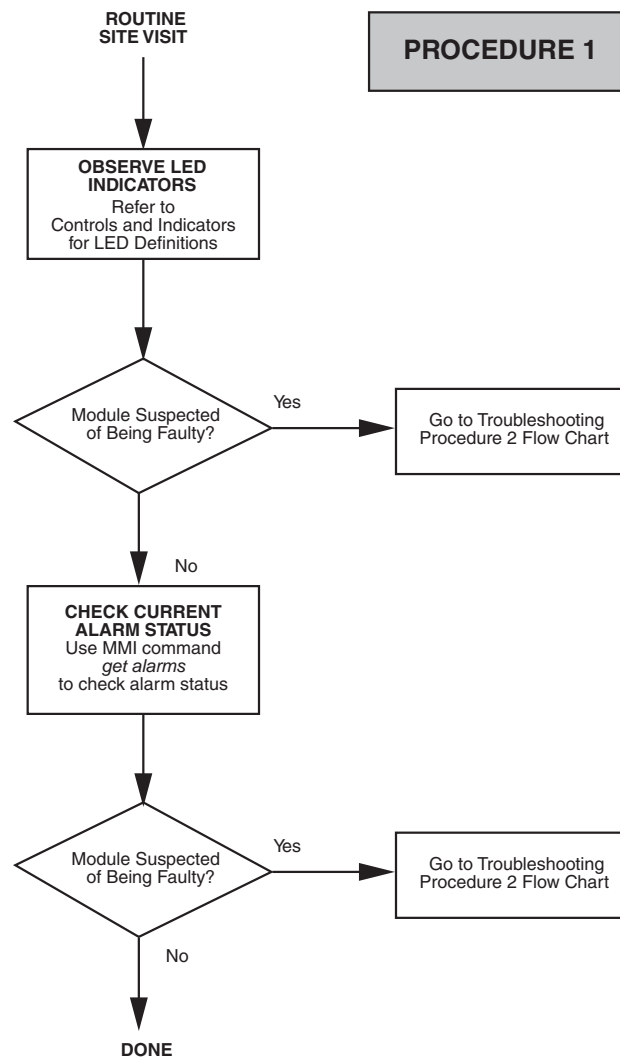 ROUTINE
SITE VISIT
PROCEDURE 1
OBSERVE LED
INDICATORS
Refer to
Controls and Indicators
for LED Definitions
Module Suspected
of Being Faulty?
Yes
Go to Troubleshooting
Procedure 2 Flow Chart
No
CHECK CURRENT
ALARM STATUS
Use MMI command
get alarms
to check alarm status
Module Suspected
of Being Faulty?
Yes
Go to Troubleshooting
Procedure 2 Flow Chart
No
DONE